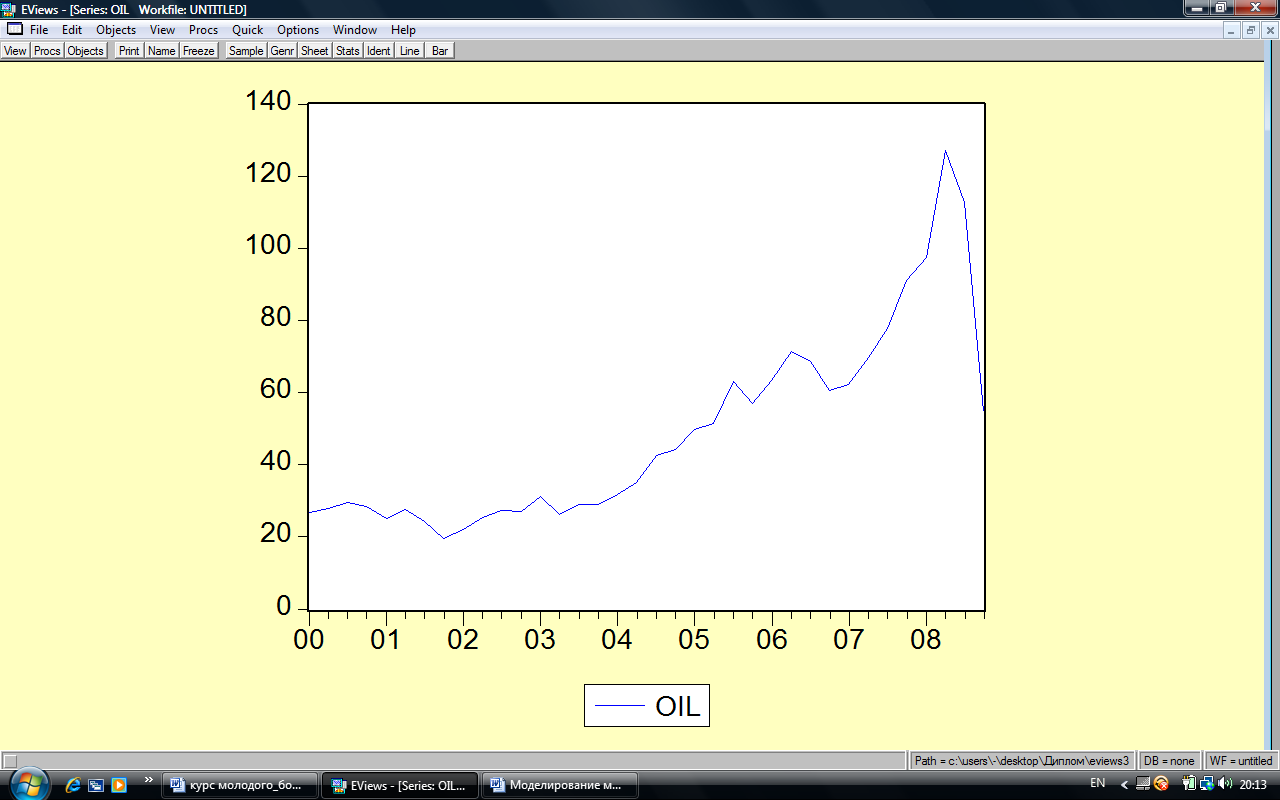 EViews - [Series: OIL   Workfile: UNTITLED]
File Edit Objects View Procs Quick Options Window Help
View Procs Objects Print Name Freeze Sample Genr Sheet Stats Ident Line Bar
140
120
100
80
60
40
20
0
00 01 02 03 04 05 06 07 08
OIL
Path = c:\users\-\desktop\Диплом\eviews3 DB = none WF = untitled
курс молодого_бо... EViews - [Series: OIL... Моделирование м... EN 20:13